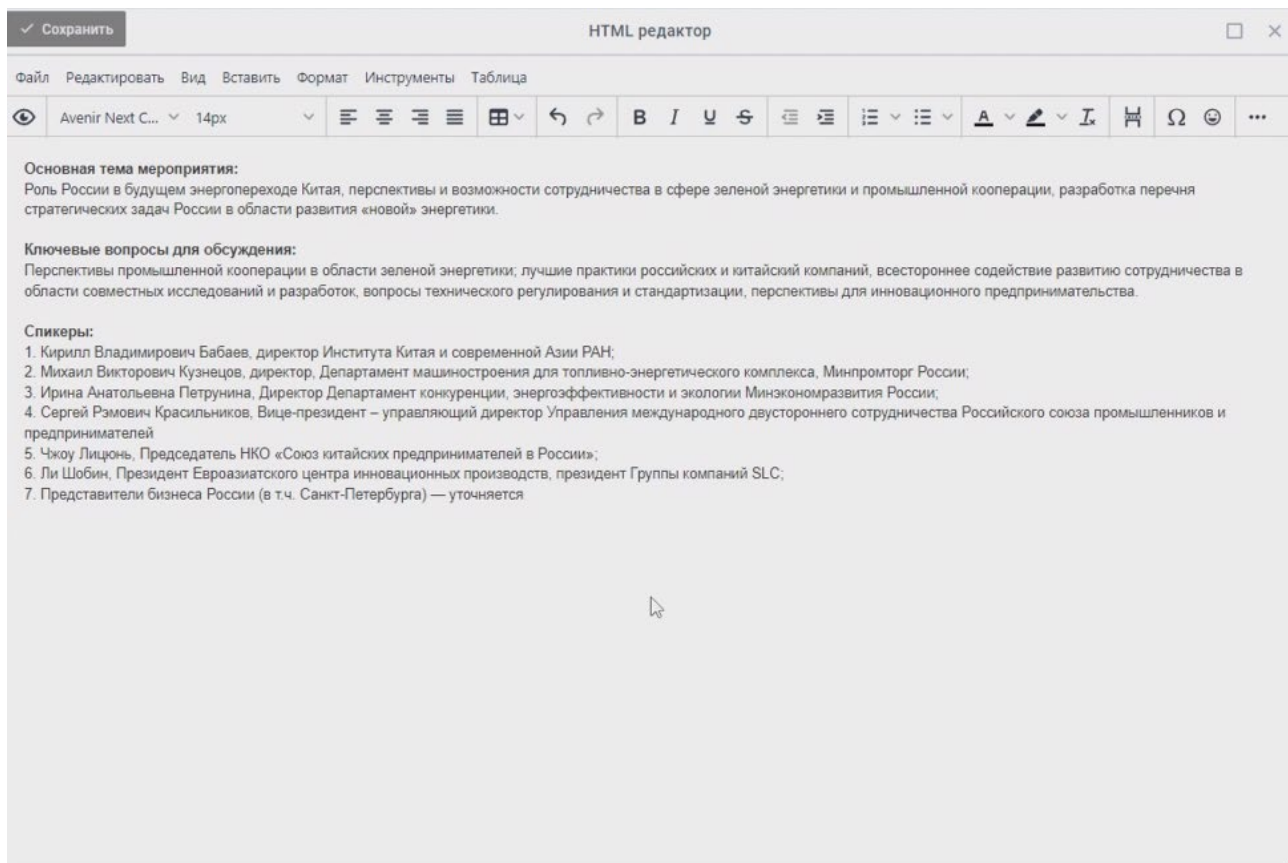 Сохранить
HTML редактор
Файл Редактировать Вид Вставить Формат Инструменты Таблица
Avenir Next C... 14px
Основная тема мероприятия:
Роль России в будущем энергопереходе Китая, перспективы и возможности сотрудничества в сфере зеленой энергетики и промышленной кооперации, разработка перечня
стратегических задач России в области развития «новой» энергетики.
Ключевые вопросы для обсуждения:
Перспективы промышленной кооперации в области зеленой энергетики; лучшие практики российских и китайский компаний, всестороннее содействие развитию сотрудничества в
области совместных исследований и разработок, вопросы технического регулирования и стандартизации, перспективы для инновационного предпринимательства.
Спикеры:
1. Кирилл Владимирович Бабаев, директор Института Китая и современной Азии РАН;
2. Михаил Викторович Кузнецов, директор, Департамент машиностроения для топливно-энергетического комплекса, Минпромторг России;
3. Ирина Анатольевна Петрунина, Директор Департамент конкуренции, энергоэффективности и экологии Минэкономразвития России;
4. Сергей Рэмович Красильников, Вице-президент – управляющий директор Управления международного двустороннего сотрудничества Российского союза промышленников и
предпринимателей
5. Чжоу Лицюнь, Председатель НКО «Союз китайских предпринимателей в России»;
6. Ли Шобин, Президент Евроазиатского центра инновационных производств, президент Группы компаний SLC;
7. Представители бизнеса России (в т.ч. Санкт-Петербурга) — уточняется